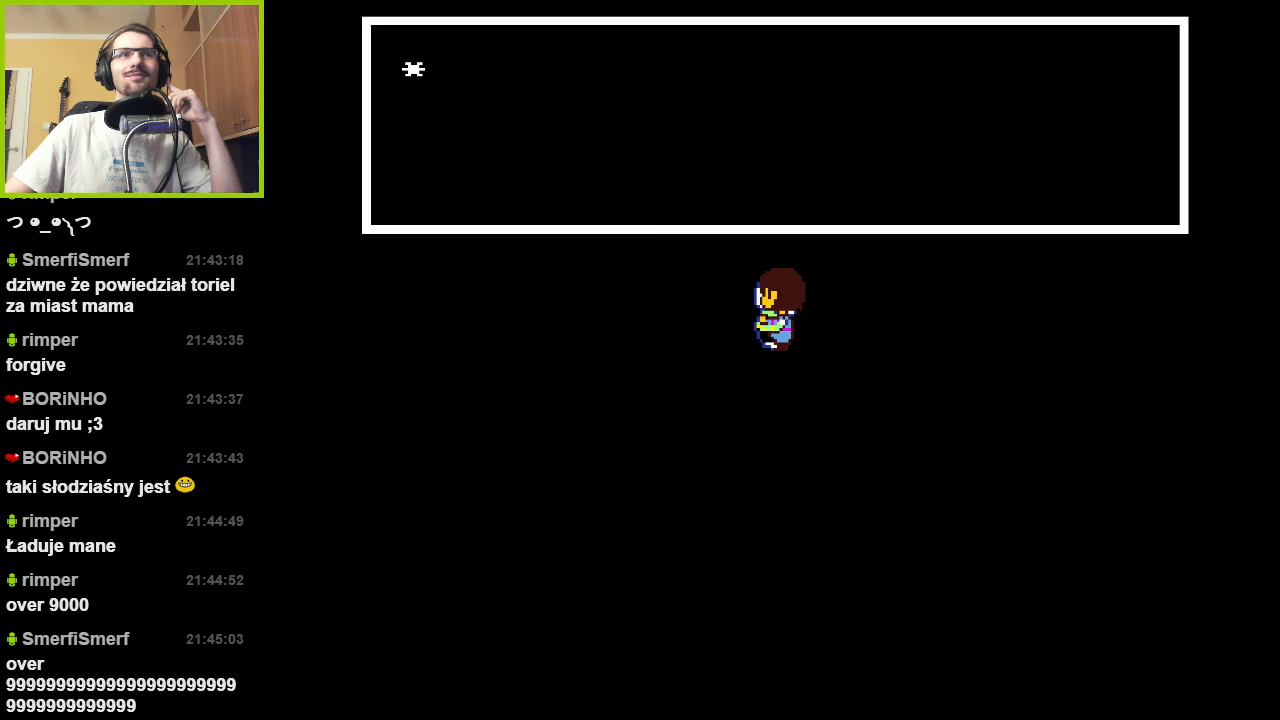 *
つ •_•\つ
SmerfiSmerf 21:43:18
dziwne że powiedział toriel
za miast mama
rimper 21:43:35
forgive
BORiNHO 21:43:37
daruj mu ;3
BORiNHO 21:43:43
taki słodziaśny jest
rimper 21:44:49
Ładuje mane
rimper 21:44:52
over 9000
SmerfiSmerf 21:45:03
over
99999999999999999999999
9999999999999